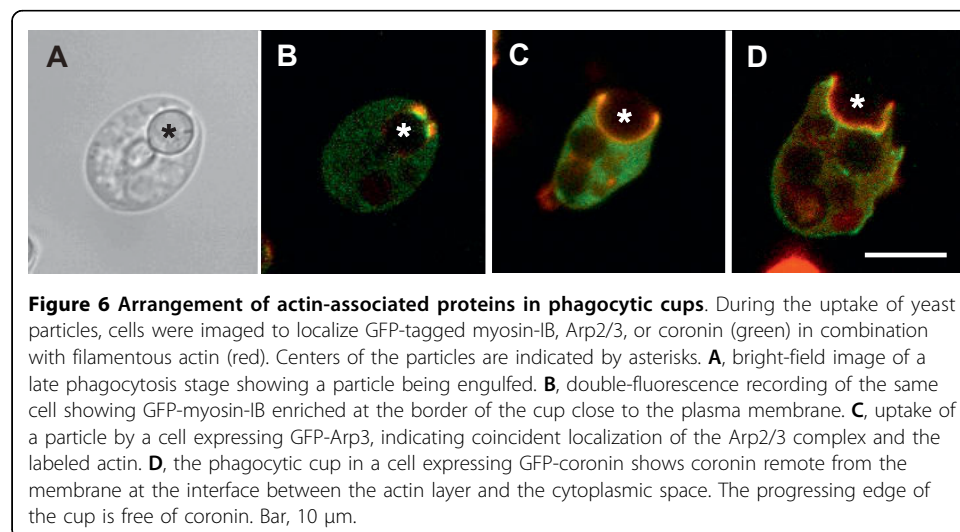 A B C D
* * * *
Figure 6 Arrangement of actin-associated proteins in phagocytic cups. During the uptake of yeast
particles, cells were imaged to localize GFP-tagged myosin-IB, Arp2/3, or coronin (green) in combination
with filamentous actin (red). Centers of the particles are indicated by asterisks. A, bright-field image of a
late phagocytosis stage showing a particle being engulfed. B, double-fluorescence recording of the same
cell showing GFP-myosin-IB enriched at the border of the cup close to the plasma membrane. C, uptake of
a particle by a cell expressing GFP-Arp3, indicating coincident localization of the Arp2/3 complex and the
labeled actin. D, the phagocytic cup in a cell expressing GFP-coronin shows coronin remote from the
membrane at the interface between the actin layer and the cytoplasmic space. The progressing edge of
the cup is free of coronin. Bar, 10 μm.